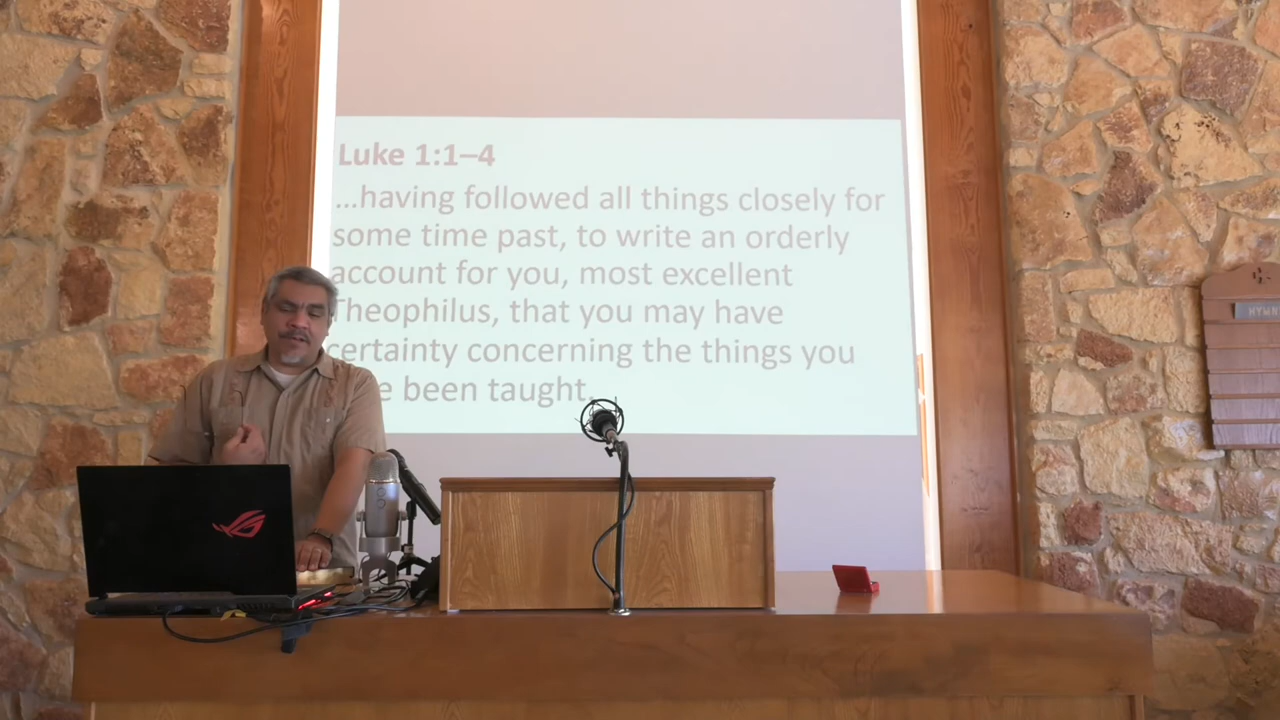 Luke 1:1–4
...having followed all things closely for
some time past, to write an orderly
account for you, most excellent
Theophilus, that you may have
certainty concerning the things you
e been taught.
HYMN